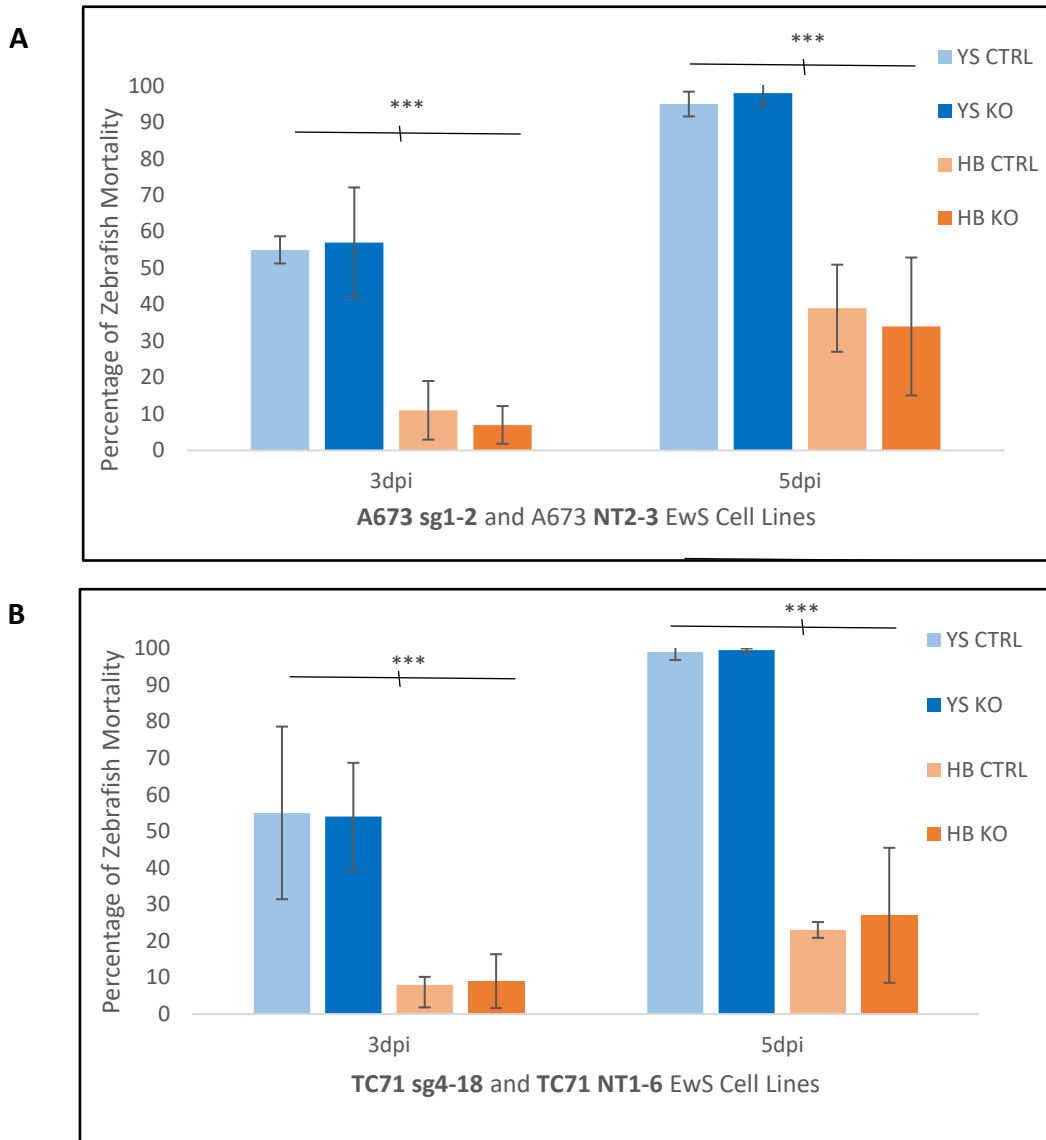 A
***
***
YS CTRL
YS KO
HB CTRL
HB KO
Percentage of Zebrafish Mortality
100
90
80
70
60
50
40
30
20
10
0
3dpi
5dpi
A673 sg1-2 and A673 NT2-3 EwS Cell Lines
B
***
***
YS CTRL
YS KO
HB CTRL
HB KO
Percentage of Zebrafish Mortality
100
90
80
70
60
50
40
30
20
10
0
3dpi
5dpi
TC71 sg4-18 and TC71 NT1-6 EwS Cell Lines